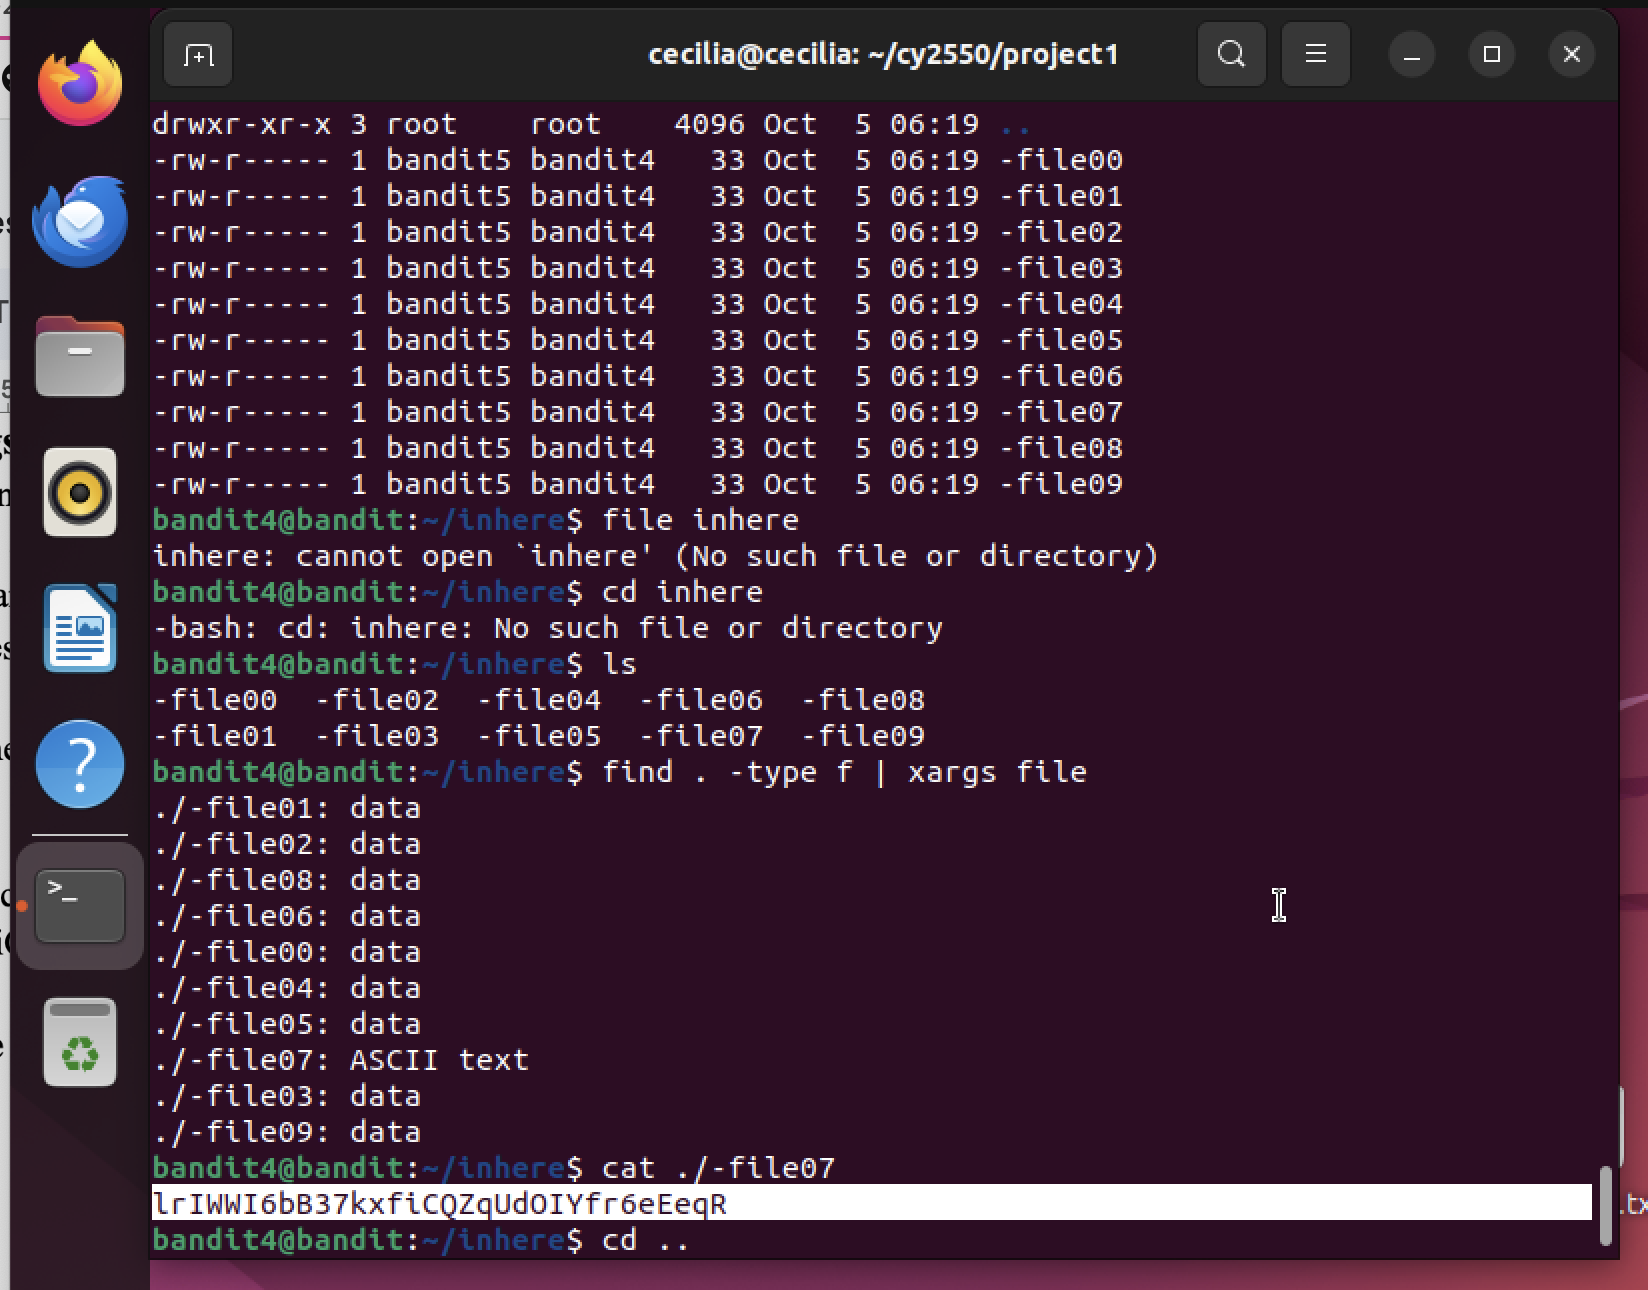 cecilia@cecilia: ~/cy2550/project1
drwxr-xr-x 3 root    root    4096 Oct  5 06:19 ..
-rw-r----- 1 bandit5 bandit4   33 Oct  5 06:19 -file00
-rw-r----- 1 bandit5 bandit4   33 Oct  5 06:19 -file01
-rw-r----- 1 bandit5 bandit4   33 Oct  5 06:19 -file02
-rw-r----- 1 bandit5 bandit4   33 Oct  5 06:19 -file03
-rw-r----- 1 bandit5 bandit4   33 Oct  5 06:19 -file04
-rw-r----- 1 bandit5 bandit4   33 Oct  5 06:19 -file05
-rw-r----- 1 bandit5 bandit4   33 Oct  5 06:19 -file06
-rw-r----- 1 bandit5 bandit4   33 Oct  5 06:19 -file07
-rw-r----- 1 bandit5 bandit4   33 Oct  5 06:19 -file08
-rw-r----- 1 bandit5 bandit4   33 Oct  5 06:19 -file09
bandit4@bandit:~/inhere$ file inhere
inhere: cannot open `inhere' (No such file or directory)
bandit4@bandit:~/inhere$ cd inhere
-bash: cd: inhere: No such file or directory
bandit4@bandit:~/inhere$ ls
-file00  -file02  -file04  -file06  -file08
-file01  -file03  -file05  -file07  -file09
bandit4@bandit:~/inhere$ find . -type f | xargs file
./-file01: data
./-file02: data
./-file08: data
./-file06: data
./-file00: data
./-file04: data
./-file05: data
./-file07: ASCII text
./-file03: data
./-file09: data
bandit4@bandit:~/inhere$ cat ./-file07
lrIWWI6bB37kxfiCQZqUdOIYfr6eEeqR
bandit4@bandit:~/inhere$ cd ..